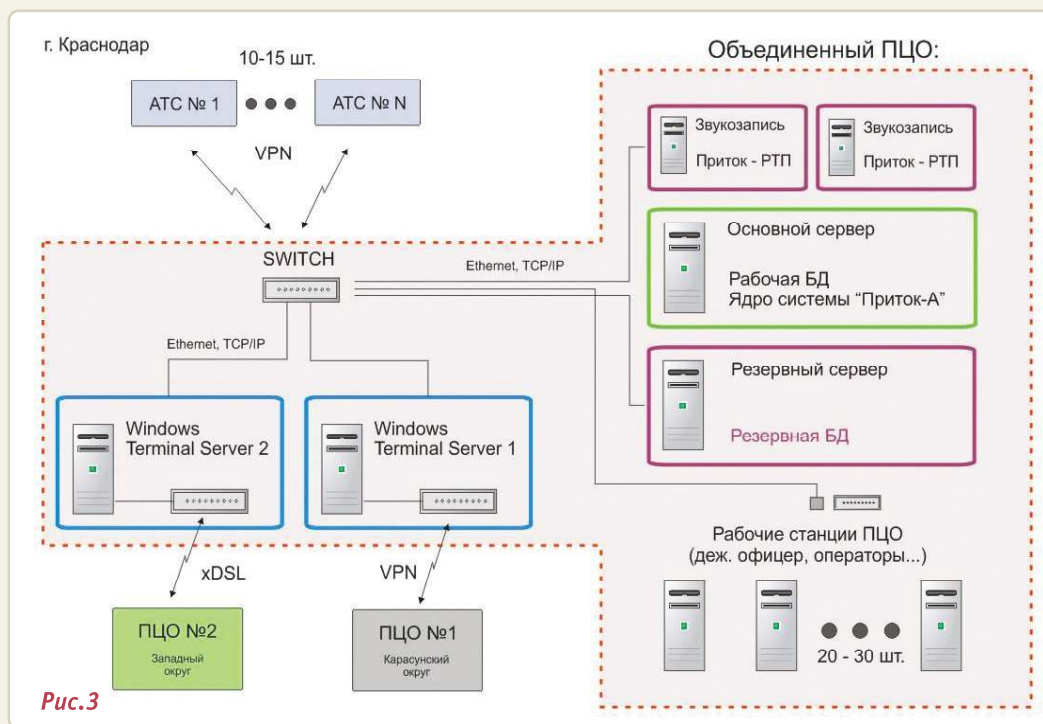 г. Краснодар
10-15 шт.
АТС № 1
АТС № N
VPN
Объединенный ПЦО:
Звукозапись
Приток - РТП
Звукозапись
Приток - РТП
Основной сервер
Рабочая БД
Ядро системы “Приток-А”
Резервный сервер
Резервная БД
SWITCH
Ethernet, TCP/IP
Ethernet, TCP/IP
Windows
Terminal Server 2
Windows
Terminal Server 1
Рабочие станции ПЦО
(деж. офицер, операторы...)
20 - 30 шт.
xDSL
VPN
ПЦО №2
Западный
округ
ПЦО №1
Карасунский
округ
Рис.3